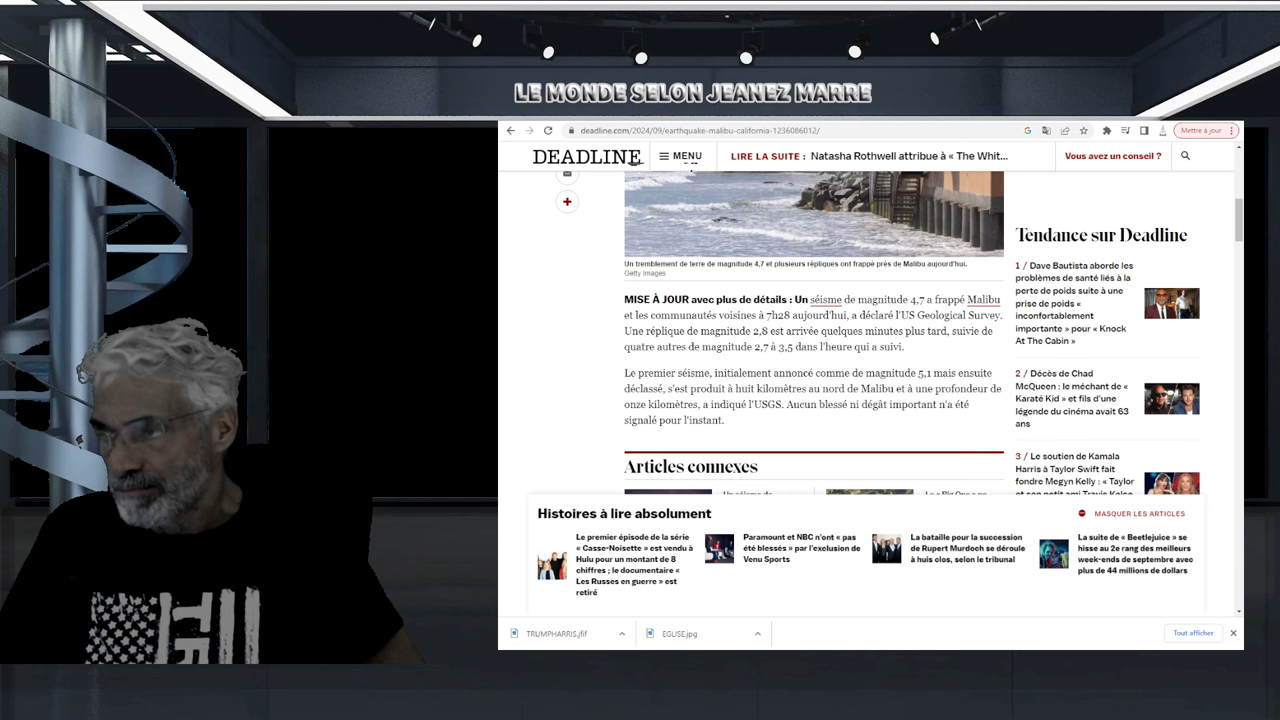 LE MONDE SELON JEANEZ MARRE
deadline.com/2024/09/earthquake-malibu-california-1236086012/
Mettre à jour
DEADLINE
MENU
LIRE LA SUITE : Natasha Rothwell attribue à « The Whit...
Vous avez un conseil ?
Un tremblement de terre de magnitude 4,7 et plusieurs répliques ont frappé près de Malibu aujourd'hui.
Getty Images
MISE À JOUR avec plus de détails : Un séisme de magnitude 4,7 a frappé Malibu
et les communautés voisines à 7h28 aujourd'hui, a déclaré l'US Geological Survey.
Une réplique de magnitude 2,8 est arrivée quelques minutes plus tard, suivie de
quatre autres de magnitude 2,7 à 3,5 dans l'heure qui a suivi.
Le premier séisme, initialement annoncé comme de magnitude 5,1 mais ensuite
déclassé, s'est produit à huit kilomètres au nord de Malibu et à une profondeur de
onze kilomètres, a indiqué l'USGS. Aucun blessé ni dégât important n'a été
signalé pour l'instant.
Articles connexes
Tendance sur Deadline
1 / Dave Bautista aborde les
problèmes de santé liés à la
perte de poids suite à une
prise de poids «
inconfortablement
importante » pour « Knock
At The Cabin »
2 / Décès de Chad
McQueen : le méchant de «
Karaté Kid » et fils d'une
légende du cinéma avait 63
ans
3 / Le soutien de Kamala
Harris à Taylor Swift fait
fondre Megyn Kelly : « Taylor
Histoires à lire absolument
MASQUER LES ARTICLES
Le premier épisode de la série
« Casse-Noisette » est vendu à
Hulu pour un montant de 8
chiffres ; le documentaire «
Les Russes en guerre » est
retiré
Paramount et NBC n'ont « pas
été blessés » par l'exclusion de
Venu Sports
La bataille pour la succession
de Rupert Murdoch se déroule
à huis clos, selon le tribunal
La suite de « Beetlejuice » se
hisse au 2e rang des meilleurs
week-ends de septembre avec
plus de 44 millions de dollars
TRUMPHARRIS.jfif
EGLISE.jpg
Tout afficher